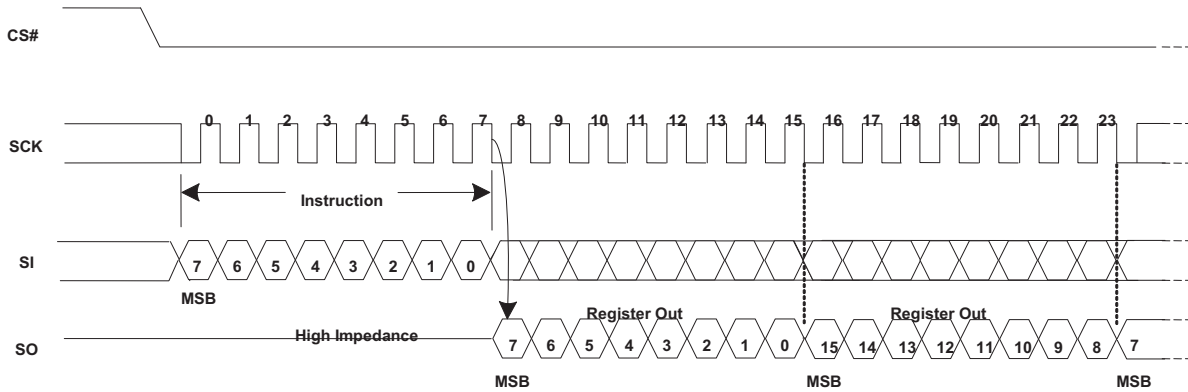 CS#
0 1 2 3 4 5 6 7 8 9 10 11 12 13 14 15 16 17 18 19 20 21 22 23
SCK
Instruction
SI
7 6 5 4 3 2 1 0
MSB
Register Out Register Out
High Impedance
SO
7 6 5 4 3 2 1 0 15 14 13 12 11 10 9 8 7
MSB MSB MSB